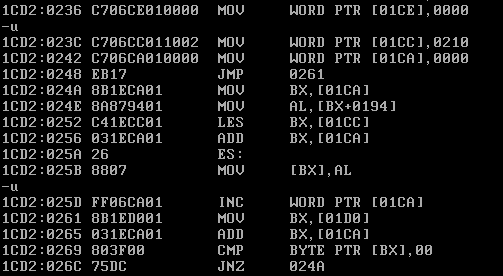 1CD2:0236 C706CE010000 MOV WORD PTR [01CE],0000
-u
1CD2:023C C706CC011002 MOV WORD PTR [01CC],0210
1CD2:0242 C706CA010000 MOV WORD PTR [01CA],0000
1CD2:0248 EB17 JMP 0261
1CD2:024A 8B1ECA01 MOV BX,[01CA]
1CD2:024E 8A879401 MOV AL,[BX+0194]
1CD2:0252 C41ECC01 LES BX,[01CC]
1CD2:0256 031ECA01 ADD BX,[01CA]
1CD2:025A 26 ES:
1CD2:025B 8807 MOV [BX],AL
-u
1CD2:025D FF06CA01 INC WORD PTR [01CA]
1CD2:0261 8B1ED001 MOV BX,[01D0]
1CD2:0265 031ECA01 ADD BX,[01CA]
1CD2:0269 803F00 CMP BYTE PTR [BX],00
1CD2:026C 75DC JNZ 024A